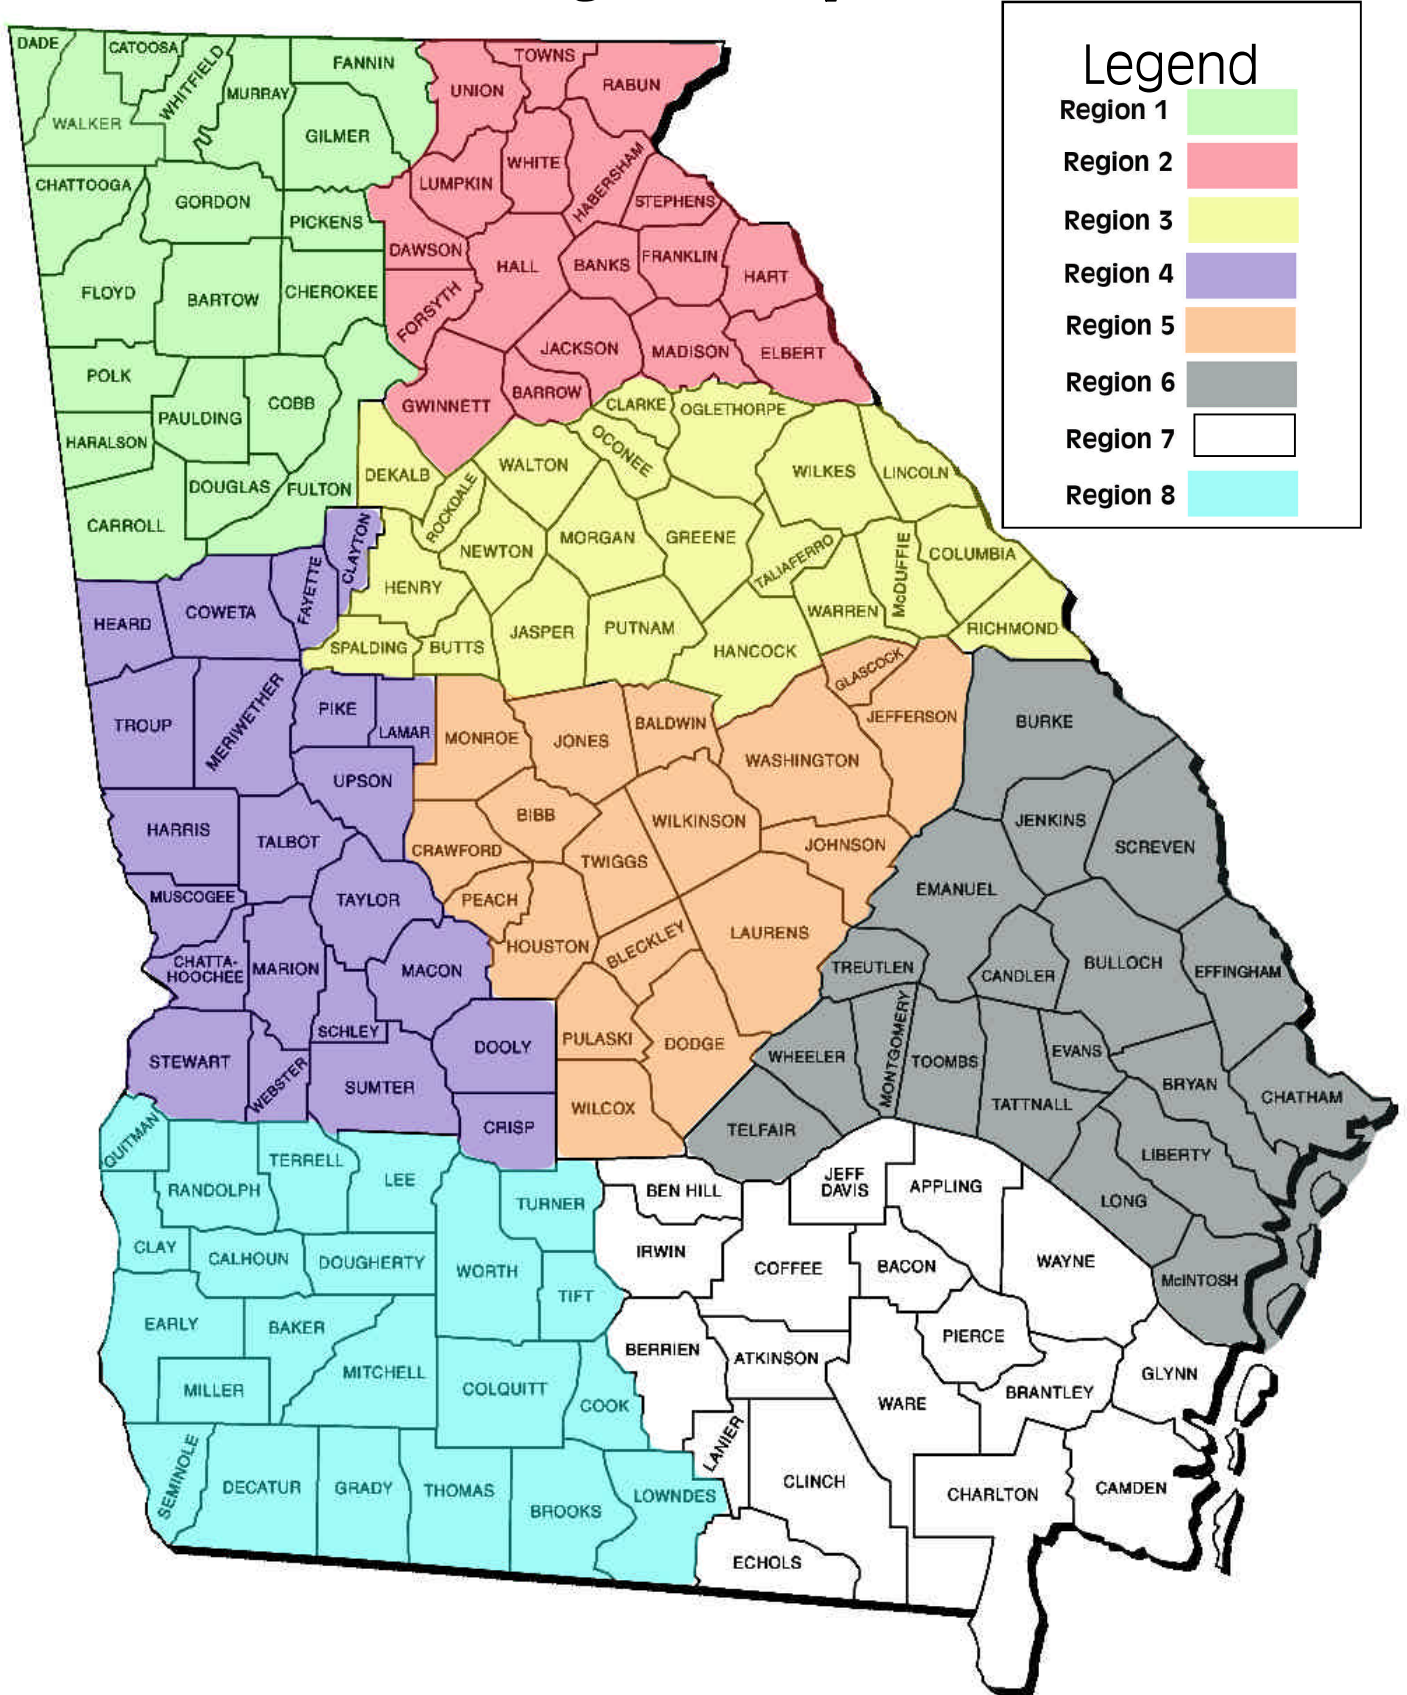 Legend
Region 1
Region 2
Region 3
Region 4
Region 5
Region 6
Region 7
Region 8
DADE
CATOOSA
WHITFIELD
MURRAY
FANNIN
WALKER
GILMER
CHATTOOGA
GORDON
PICKENS
FLOYD
BARTOW
CHEROKEE
POLK
PAULDING
COBB
HARALSON
DOUGLAS
FULTON
CARROLL
TOWNS
UNION
RABUN
WHITE
LUMPKIN
HABERSHAM
STEPHENS
DAWSON
HALL
BANKS
FRANKLIN
HART
FORSYTH
JACKSON
MADISON
ELBERT
BARROW
GWINNETT
CLARKE
OGLETHORPE
OCONEE
DEKALB
WALTON
WILKES
LINCOLN
ROCKDALE
NEWTON
MORGAN
GREENE
TALIAFERRO
McDUFFIE
COLUMBIA
HENRY
WARREN
RICHMOND
SPALDING
BUTTS
JASPER
PUTNAM
HANCOCK
CLAYTON
FAYETTE
COWETA
HEARD
TROUP
MERIWETHER
PIKE
LAMAR
UPSON
HARRIS
TALBOT
MUSCOGEE
TAYLOR
CHATTA-
HOOCHEE
MARION
MACON
SCHLEY
STEWART
WEBSTER
SUMTER
DOOLY
CRISP
GLASCOCK
JEFFERSON
MONROE
JONES
BALDWIN
WASHINGTON
BIBB
WILKINSON
CRAWFORD
TWIGGS
JOHNSON
PEACH
HOUSTON
BLECKLEY
LAURENS
PULASKI
DODGE
WILCOX
BURKE
JENKINS
SCREVEN
EMANUEL
TREUTLEN
CANDLER
BULLOCH
EFFINGHAM
WHEELER
MONTGOMERY
TOOMBS
EVANS
TATTNALL
BRYAN
CHATHAM
TELFAIR
LIBERTY
LONG
McINTOSH
BEN HILL
JEFF
DAVIS
APPLING
IRWIN
COFFEE
BACON
WAYNE
BERRIEN
ATKINSON
PIERCE
GLYNN
WARE
BRANTLEY
LANIER
CLINCH
CHARLTON
CAMDEN
ECHOLS
QUITMAN
RANDOLPH
TERRELL
LEE
TURNER
CLAY
CALHOUN
DOUGHERTY
WORTH
TIFT
EARLY
BAKER
MITCHELL
MILLER
COLQUITT
COOK
SEMINOLE
DECATUR
GRADY
THOMAS
BROOKS
LOWNDES